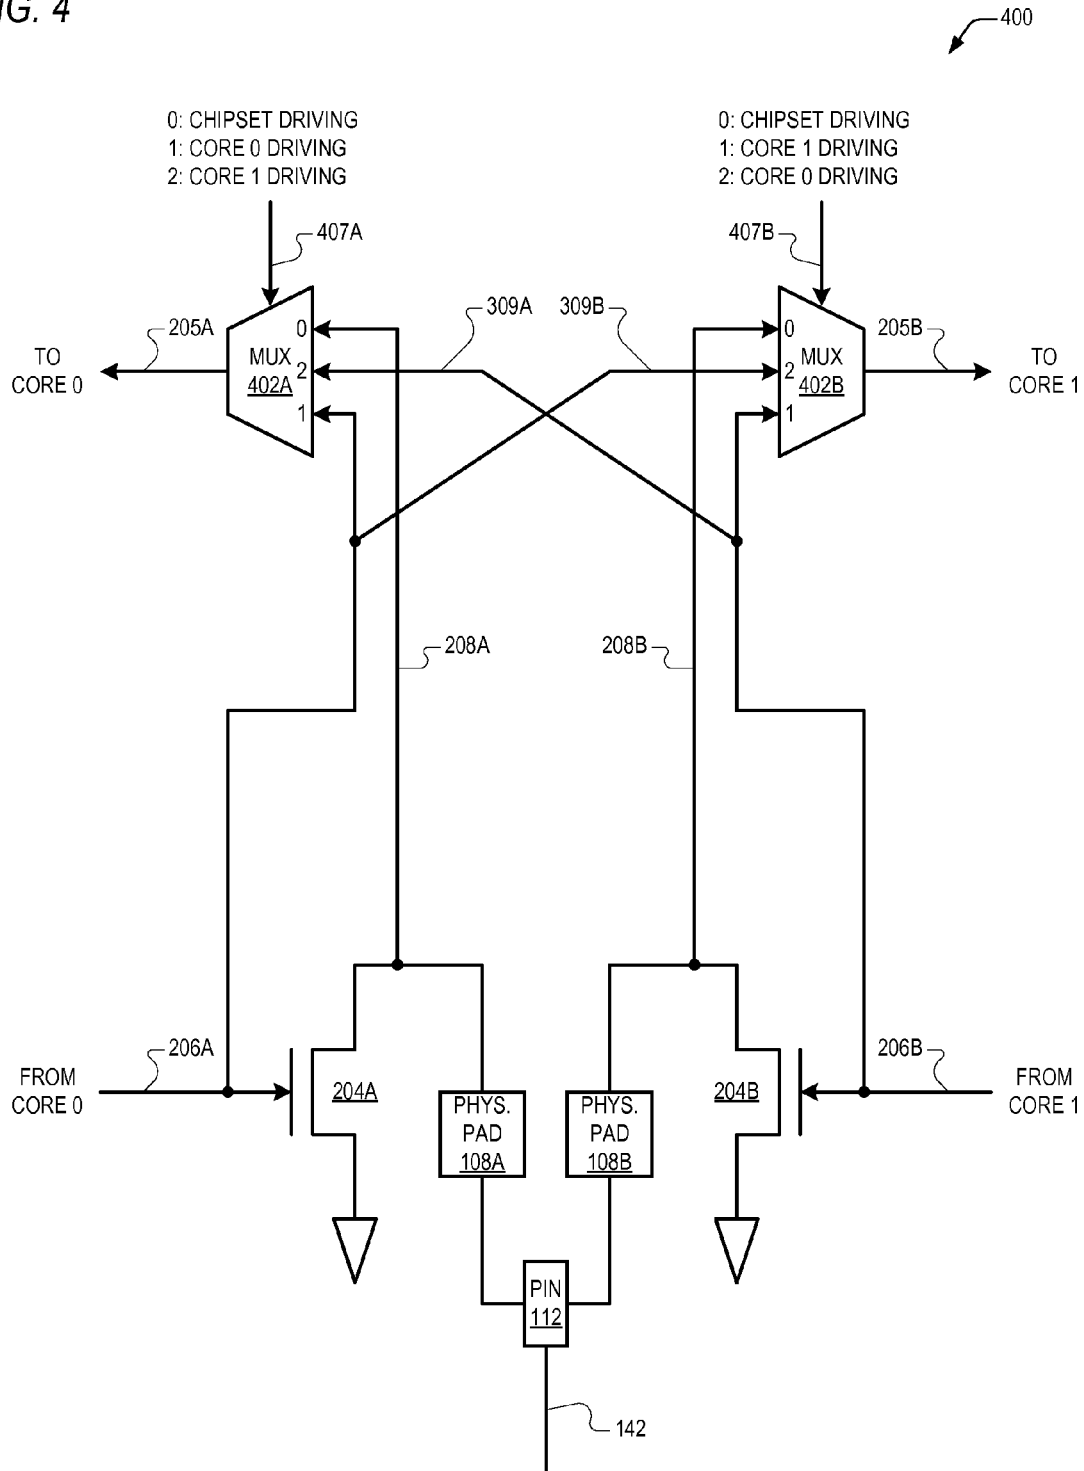 IG. 4
400
0: CHIPSET DRIVING
1: CORE 0 DRIVING
2: CORE 1 DRIVING
0: CHIPSET DRIVING
1: CORE 1 DRIVING
2: CORE 0 DRIVING
407A
407B
309A
309B
205A
205B
TO
CORE 0
0
MUX
2
402A
1
0
MUX
2
402B
1
TO
CORE 1
208A
208B
206A
206B
FROM
CORE 0
204A
PHYS.
PAD
108A
PHYS.
PAD
108B
204B
FROM
CORE 1
PIN
112
142